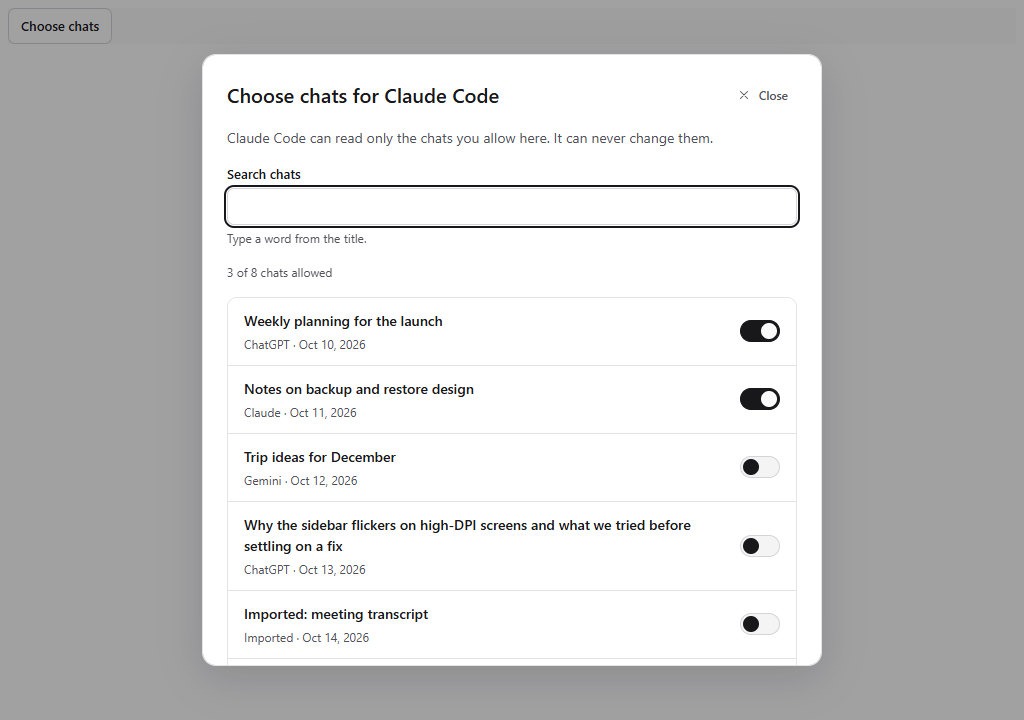 Choose chats
Choose chats for Claude Code
Close
Claude Code can read only the chats you allow here. It can never change them.
Search chats
Type a word from the title.
3 of 8 chats allowed
Weekly planning for the launch
ChatGPT · Oct 10, 2026
Notes on backup and restore design
Claude · Oct 11, 2026
Trip ideas for December
Gemini · Oct 12, 2026
Why the sidebar flickers on high-DPI screens and what we tried before
settling on a fix
ChatGPT · Oct 13, 2026
Imported: meeting transcript
Imported · Oct 14, 2026